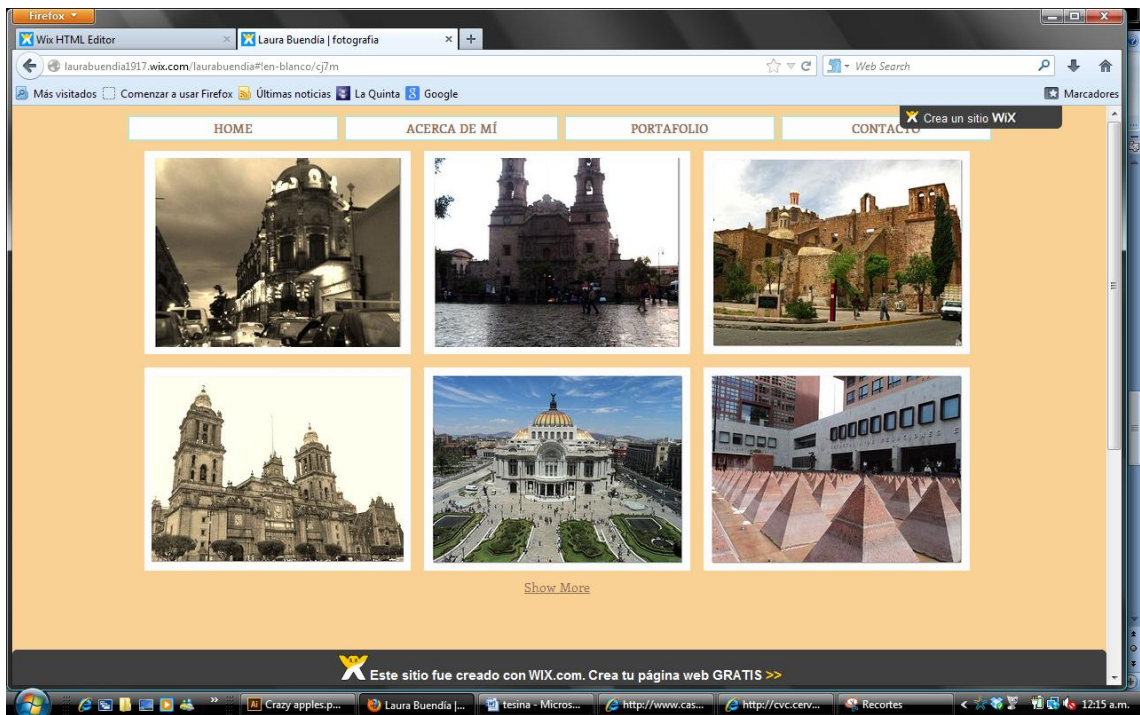 Firefox
Wix HTML Editor
Laura Buendía | fotografia
laurabuendia1917.wix.com/laurabuendia#!en-blanco/cj7m
Web Search
Más visitados
Comenzar a usar Firefox
Últimas noticias
La Quinta
Google
Marcadores
Crea un sitio WiX
HOME
ACERCA DE MÍ
PORTAFOLIO
CONTACTO
Show More
Este sitio fue creado con WIX.com. Crea tu página web GRATIS >>
Crazy apples.p...
Laura Buendía |...
tesina - Micros...
http://www.cas...
http://cvc.cerv...
Recortes
12:15 a.m.